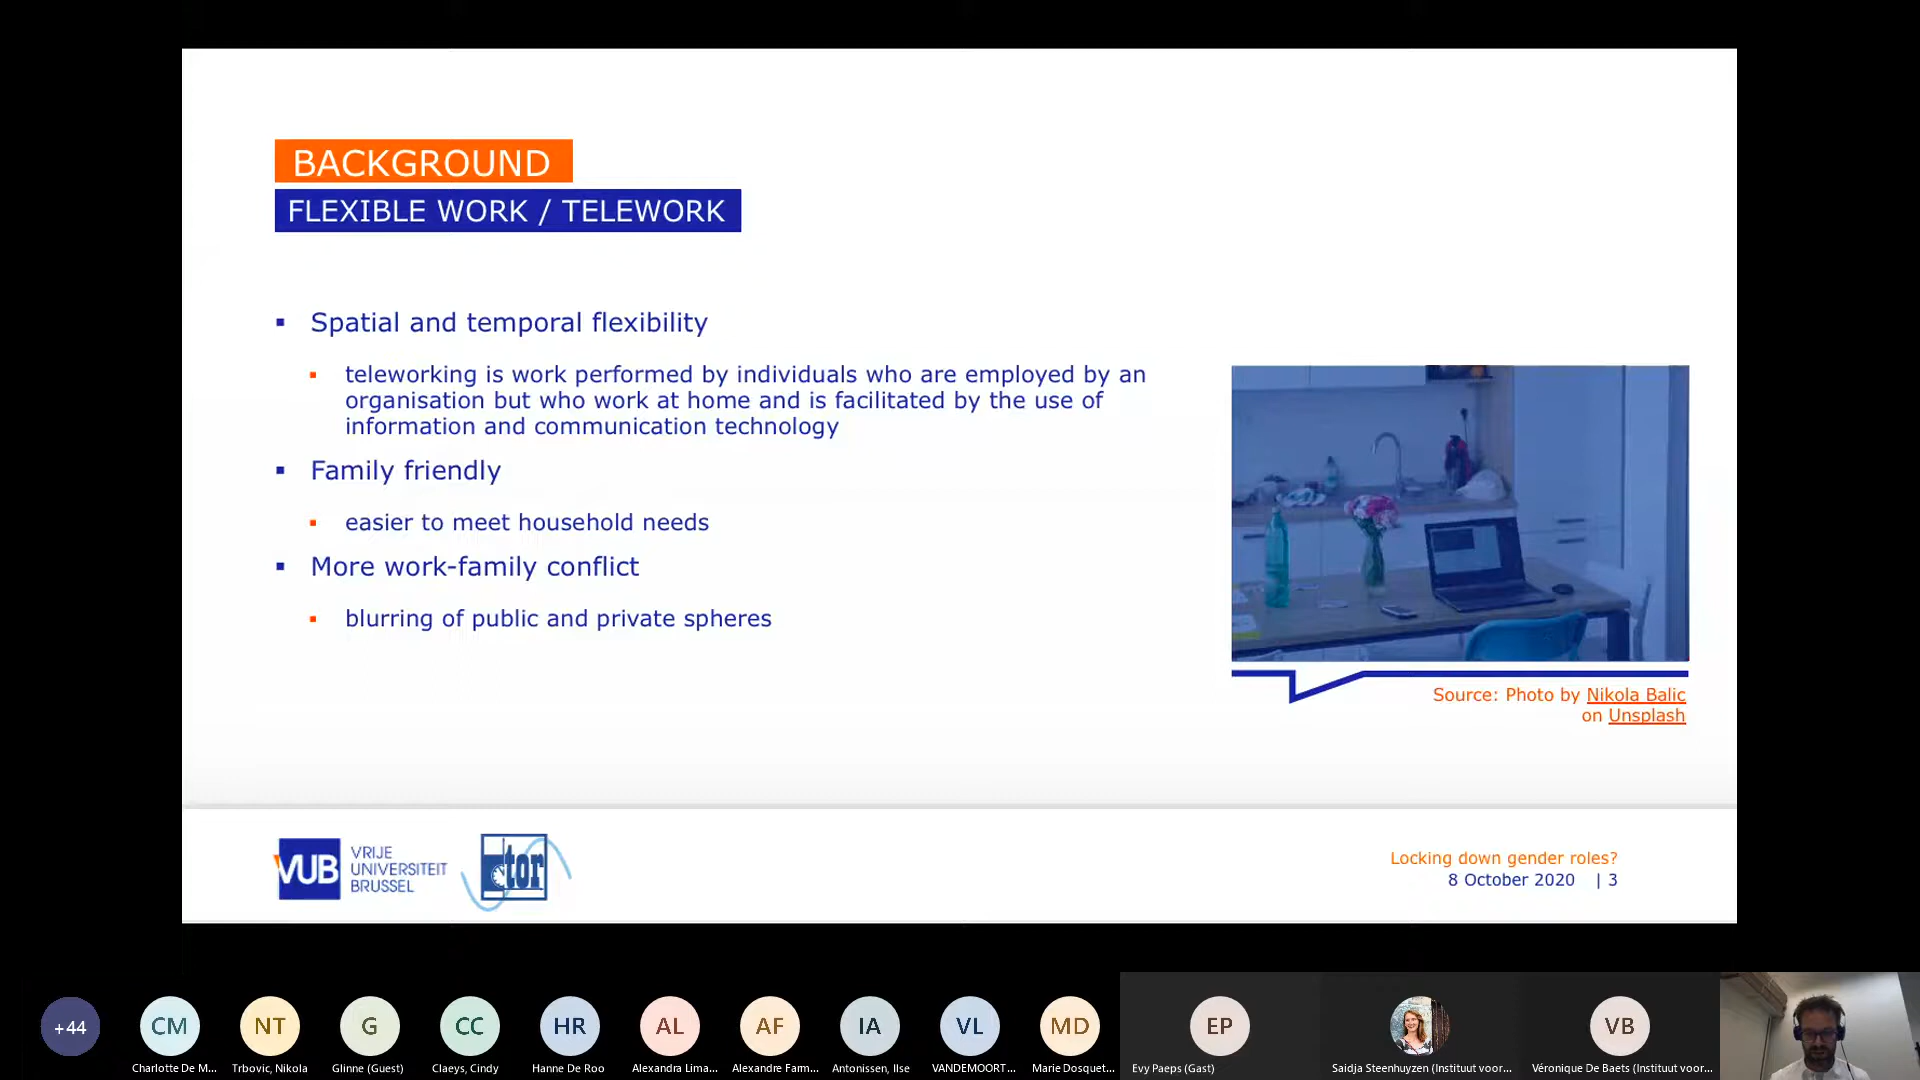 BACKGROUND
FLEXIBLE WORK / TELEWORK
▪ Spatial and temporal flexibility
▪ teleworking is work performed by individuals who are employed by an
organisation but who work at home and is facilitated by the use of
information and communication technology
▪ Family friendly
▪ easier to meet household needs
▪ More work-family conflict
▪ blurring of public and private spheres
Source: Photo by Nikola Balic
on Unsplash
VUB
VRIJE
UNIVERSITEIT
BRUSSEL
tor
Locking down gender roles?
8 October 2020 | 3
+44
CM
NT
G
CC
HR
AL
AF
IA
VL
MD
EP
VB
Charlotte De M...
Trbovic, Nikola
Glinne (Guest)
Claeys, Cindy
Hanne De Roo
Alexandra Lima...
Alexandre Farm...
Antonissen, Ilse
VANDEMOORT...
Marie Dosquet...
Evy Paeps (Gast)
Saidja Steenhuyzen (Instituut voor...
Véronique De Baets (Instituut voor...